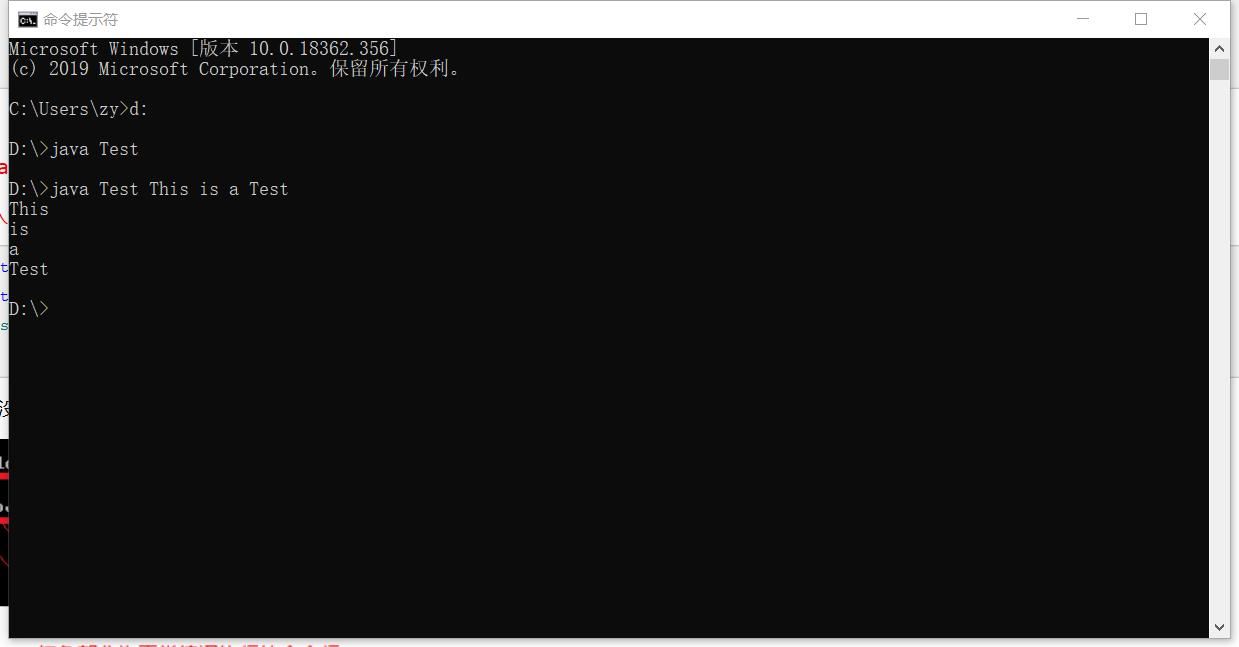 命令提示符
Microsoft Windows [版本 10.0.18362.356]
(c) 2019 Microsoft Corporation。保留所有权利。
C:\Users\zy>d:
D:\>java Test
D:\>java Test This is a Test
This
is
a
Test
D:\>